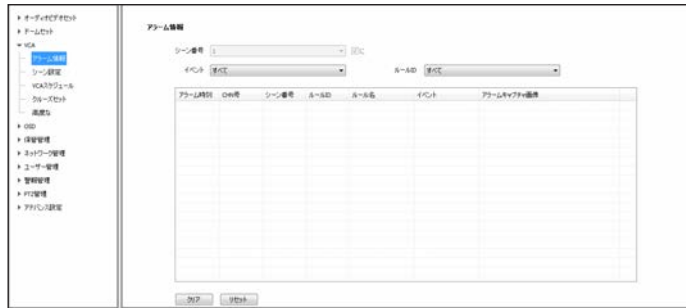 オーディオビデオセット
ドームセット
VCA
アラーム情報
シーン設定
VCAスケジュール
クルーズセット
高度な
OSD
保管管理
ネットワーク管理
ユーザー管理
警報管理
PTZ管理
アドバンス設定
アラーム情報
シーン番号 1
イベント すべて ルールID すべて
アラーム時刻 CHN号 シーン番号 ルールID ルール名 イベント アラームキャプチャ画像
クリア リセット